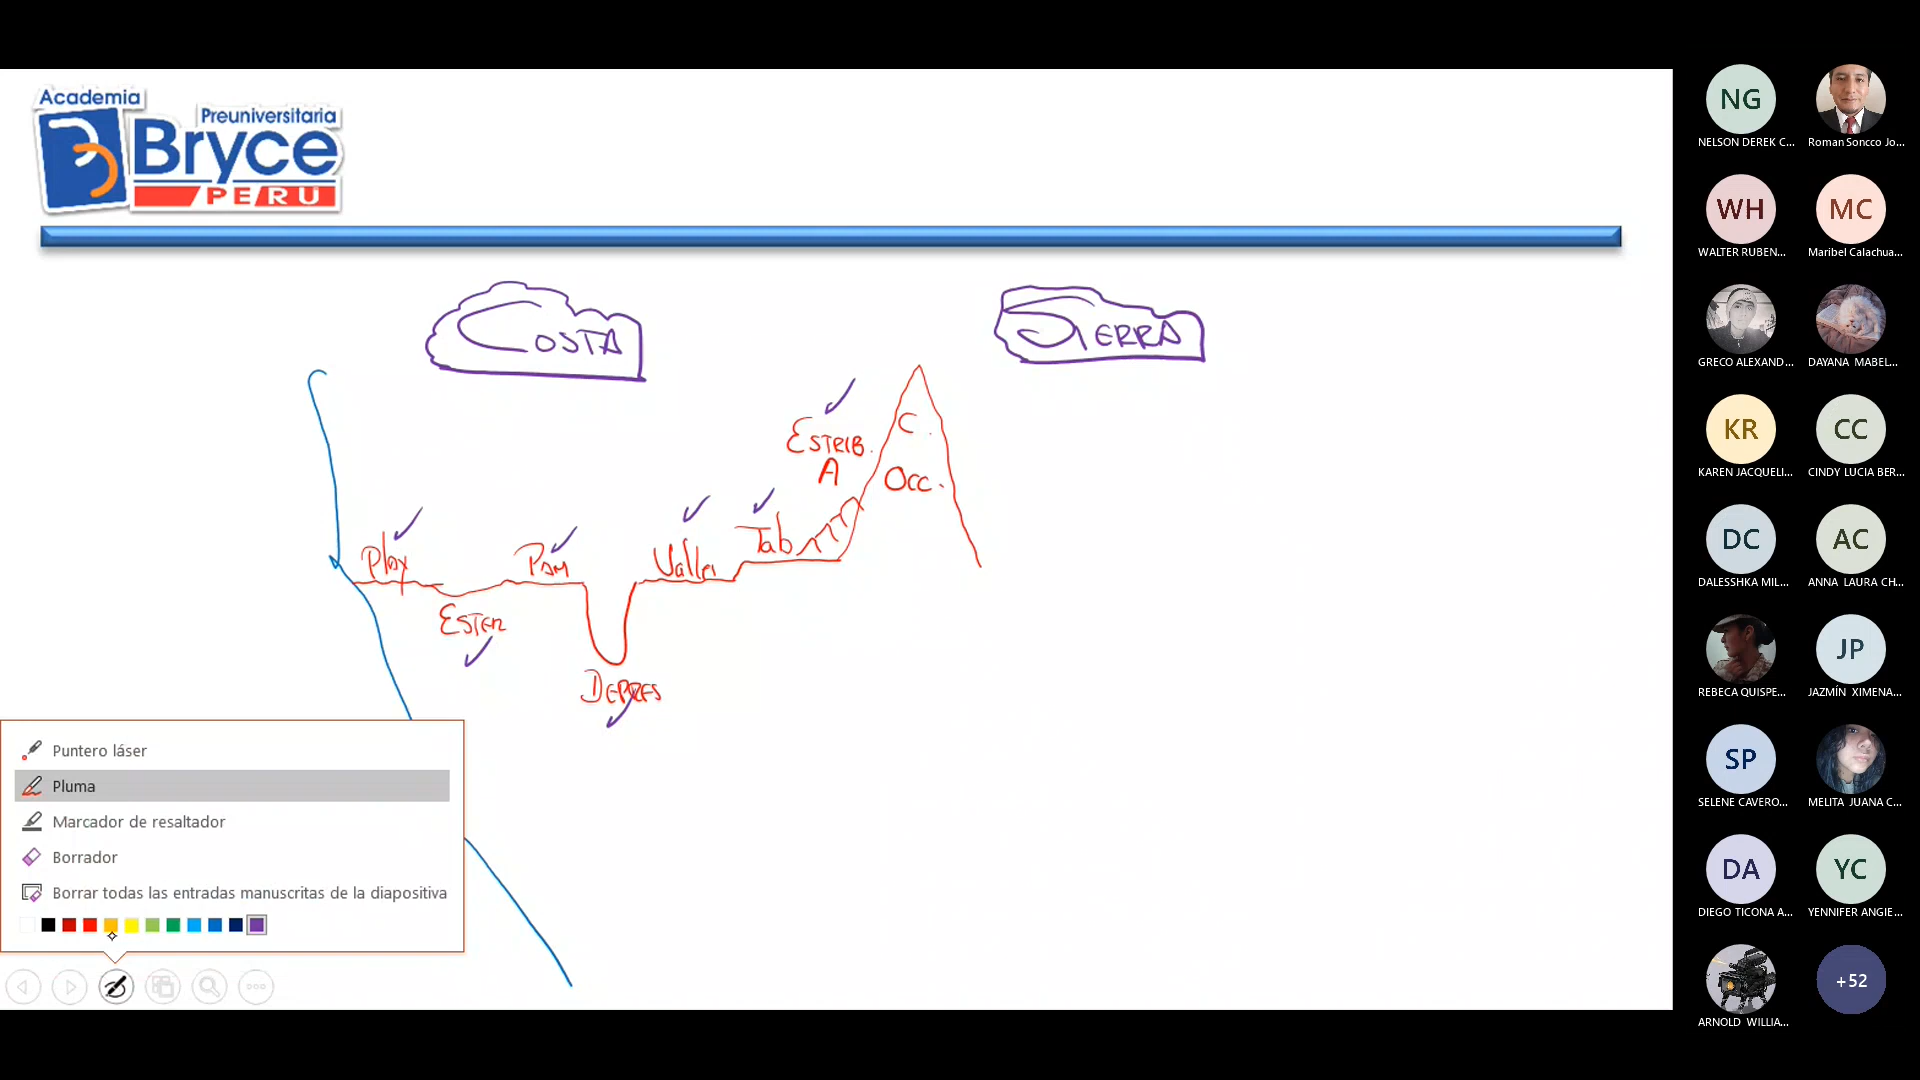 Academia
Preuniversitaria
Bryce
PERÚ
COSTA
SIERRA
C.
ESTRIB.
A
Occ.
Play
PAM
Valles
Tab
ESTER
DEPRES
Puntero láser
Pluma
Marcador de resaltador
Borrador
Borrar todas las entradas manuscritas de la diapositiva
NG
NELSON DEREK C...
Roman Soncco Jo...
WH
MC
WALTER RUBEN...
Maribel Calachua...
GRECO ALEXAND...
DAYANA MABEL...
KR
CC
KAREN JACQUELI...
CINDY LUCIA BER...
DC
AC
DALESSHKA MIL...
ANNA LAURA CH...
JP
REBECA QUISPE...
JAZMÍN XIMENA...
SP
SELENE CAVERO...
MELITA JUANA C...
DA
YC
DIEGO TICONA A...
YENNIFER ANGIE...
+52
ARNOLD WILLIA...